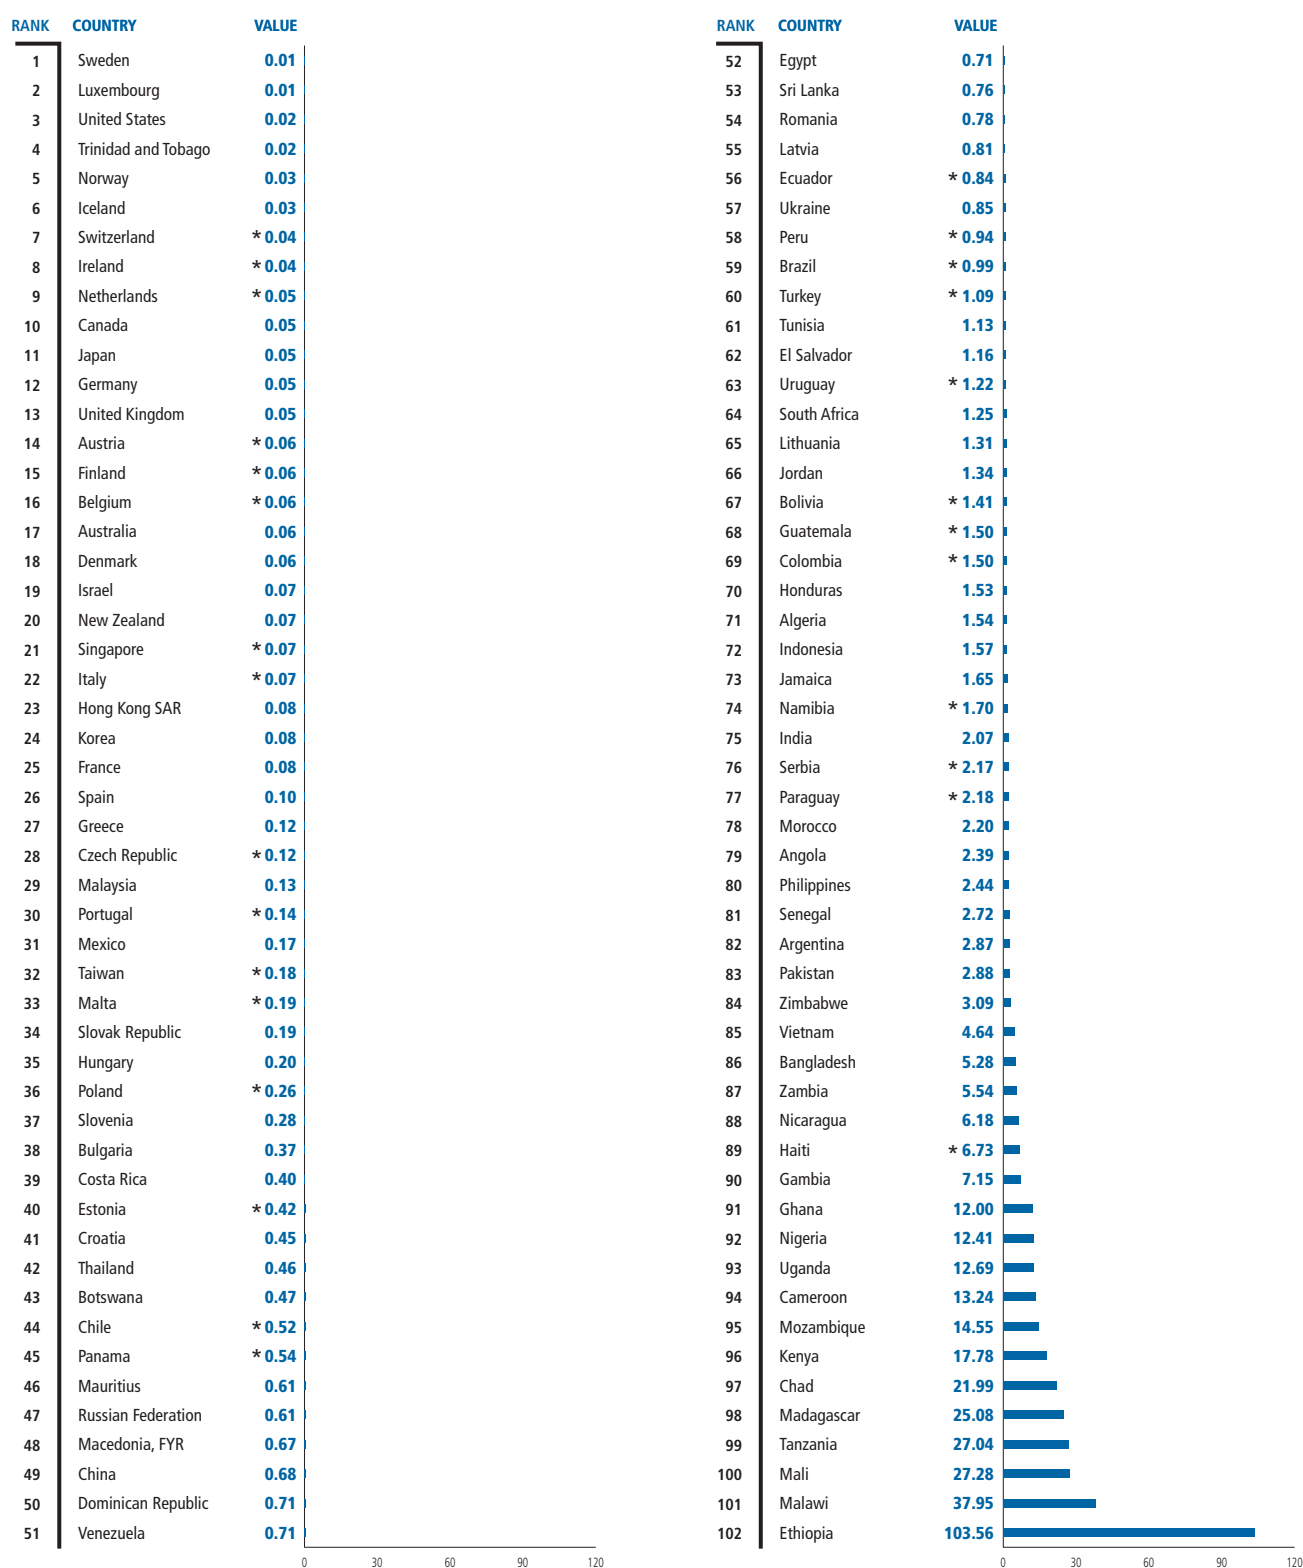 RANK COUNTRY VALUE
1 Sweden 0.01
2 Luxembourg 0.01
3 United States 0.02
4 Trinidad and Tobago 0.02
5 Norway 0.03
6 Iceland 0.03
7 Switzerland * 0.04
8 Ireland * 0.04
9 Netherlands * 0.05
10 Canada 0.05
11 Japan 0.05
12 Germany 0.05
13 United Kingdom 0.05
14 Austria * 0.06
15 Finland * 0.06
16 Belgium * 0.06
17 Australia 0.06
18 Denmark 0.06
19 Israel 0.07
20 New Zealand 0.07
21 Singapore * 0.07
22 Italy * 0.07
23 Hong Kong SAR 0.08
24 Korea 0.08
25 France 0.08
26 Spain 0.10
27 Greece 0.12
28 Czech Republic * 0.12
29 Malaysia 0.13
30 Portugal * 0.14
31 Mexico 0.17
32 Taiwan * 0.18
33 Malta * 0.19
34 Slovak Republic 0.19
35 Hungary 0.20
36 Poland * 0.26
37 Slovenia 0.28
38 Bulgaria 0.37
39 Costa Rica 0.40
40 Estonia * 0.42
41 Croatia 0.45
42 Thailand 0.46
43 Botswana 0.47
44 Chile * 0.52
45 Panama * 0.54
46 Mauritius 0.61
47 Russian Federation 0.61
48 Macedonia, FYR 0.67
49 China 0.68
50 Dominican Republic 0.71
51 Venezuela 0.71
0 30 60 90 120
RANK COUNTRY VALUE
52 Egypt 0.71
53 Sri Lanka 0.76
54 Romania 0.78
55 Latvia 0.81
56 Ecuador * 0.84
57 Ukraine 0.85
58 Peru * 0.94
59 Brazil * 0.99
60 Turkey * 1.09
61 Tunisia 1.13
62 El Salvador 1.16
63 Uruguay * 1.22
64 South Africa 1.25
65 Lithuania 1.31
66 Jordan 1.34
67 Bolivia * 1.41
68 Guatemala * 1.50
69 Colombia * 1.50
70 Honduras 1.53
71 Algeria 1.54
72 Indonesia 1.57
73 Jamaica 1.65
74 Namibia * 1.70
75 India 2.07
76 Serbia * 2.17
77 Paraguay * 2.18
78 Morocco 2.20
79 Angola 2.39
80 Philippines 2.44
81 Senegal 2.72
82 Argentina 2.87
83 Pakistan 2.88
84 Zimbabwe 3.09
85 Vietnam 4.64
86 Bangladesh 5.28
87 Zambia 5.54
88 Nicaragua 6.18
89 Haiti * 6.73
90 Gambia 7.15
91 Ghana 12.00
92 Nigeria 12.41
93 Uganda 12.69
94 Cameroon 13.24
95 Mozambique 14.55
96 Kenya 17.78
97 Chad 21.99
98 Madagascar 25.08
99 Tanzania 27.04
100 Mali 27.28
101 Malawi 37.95
102 Ethiopia 103.56
0 30 60 90 120